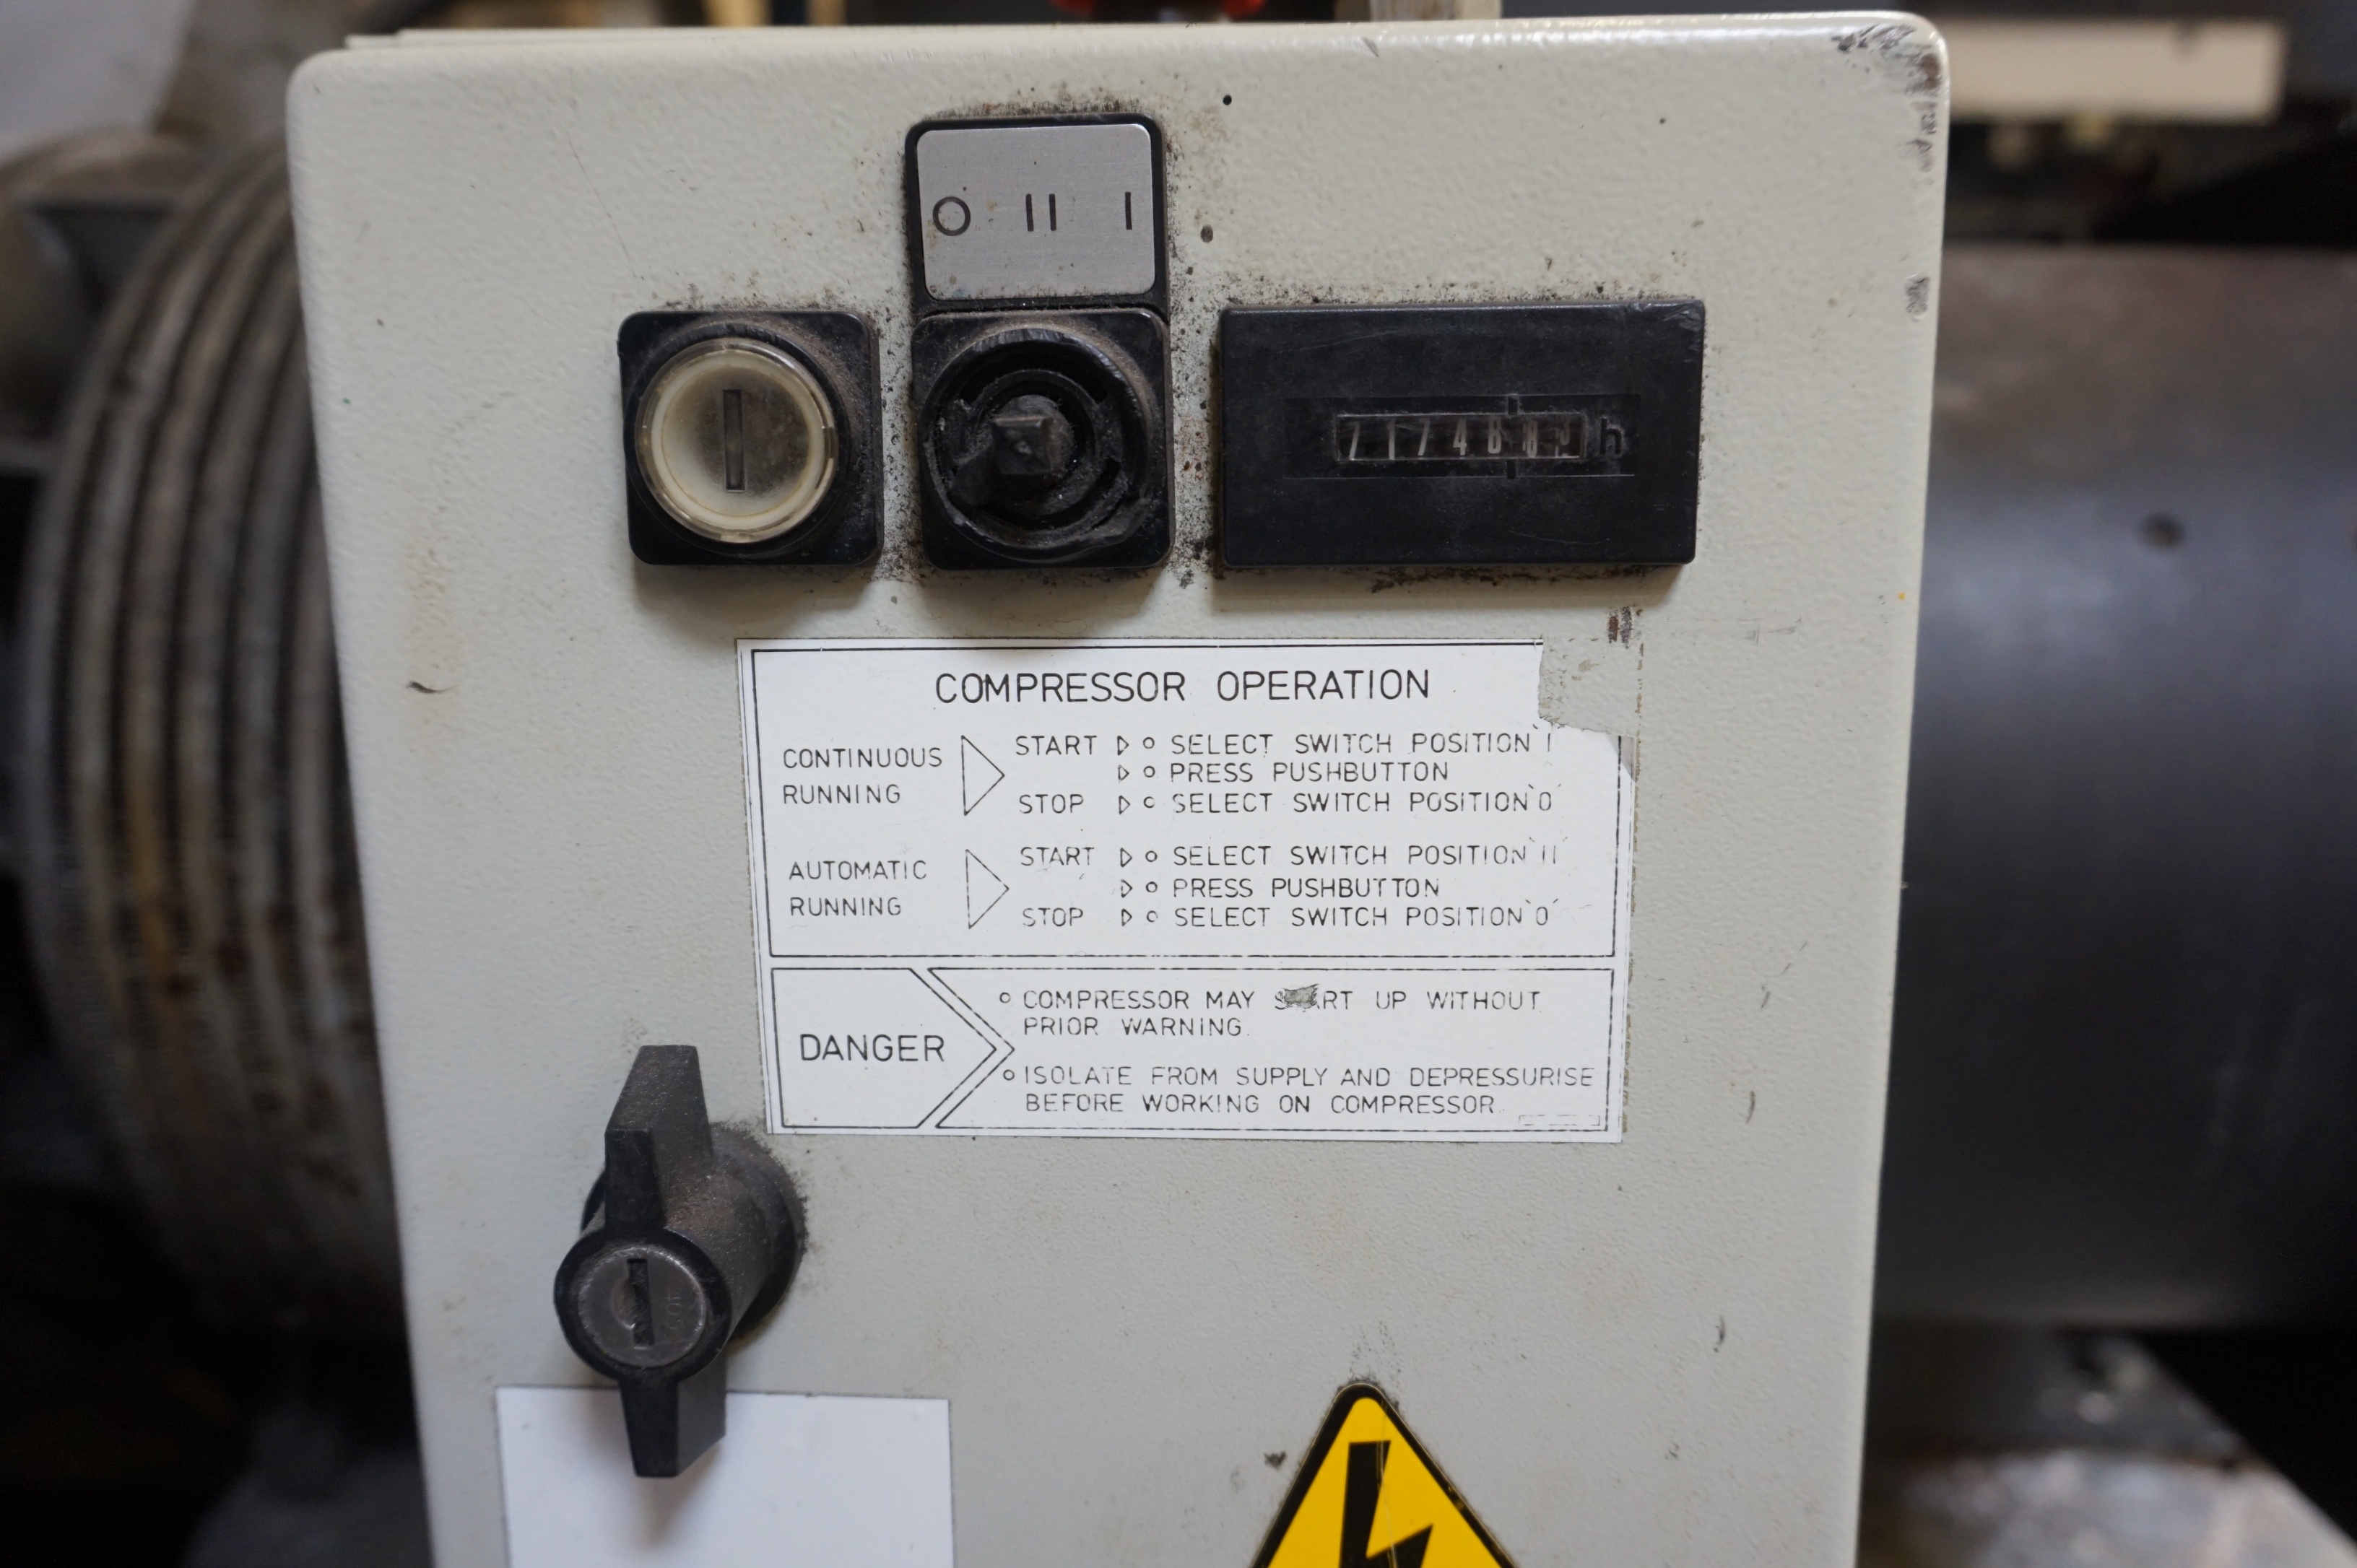 O II I
I
h
COMPRESSOR OPERATION
CONTINUOUS RUNNING
START ▷ o SELECT SWITCH POSITION `I
▷ o PRESS PUSHBUTTON
STOP ▷ o SELECT SWITCH POSITION `O´
AUTOMATIC RUNNING
START ▷ o SELECT SWITCH POSITION `II´
▷ o PRESS PUSHBUTTON
STOP ▷ o SELECT SWITCH POSITION `O´
DANGER
o COMPRESSOR MAY START UP WITHOUT
PRIOR WARNING.
o ISOLATE FROM SUPPLY AND DEPRESSURISE
BEFORE WORKING ON COMPRESSOR.